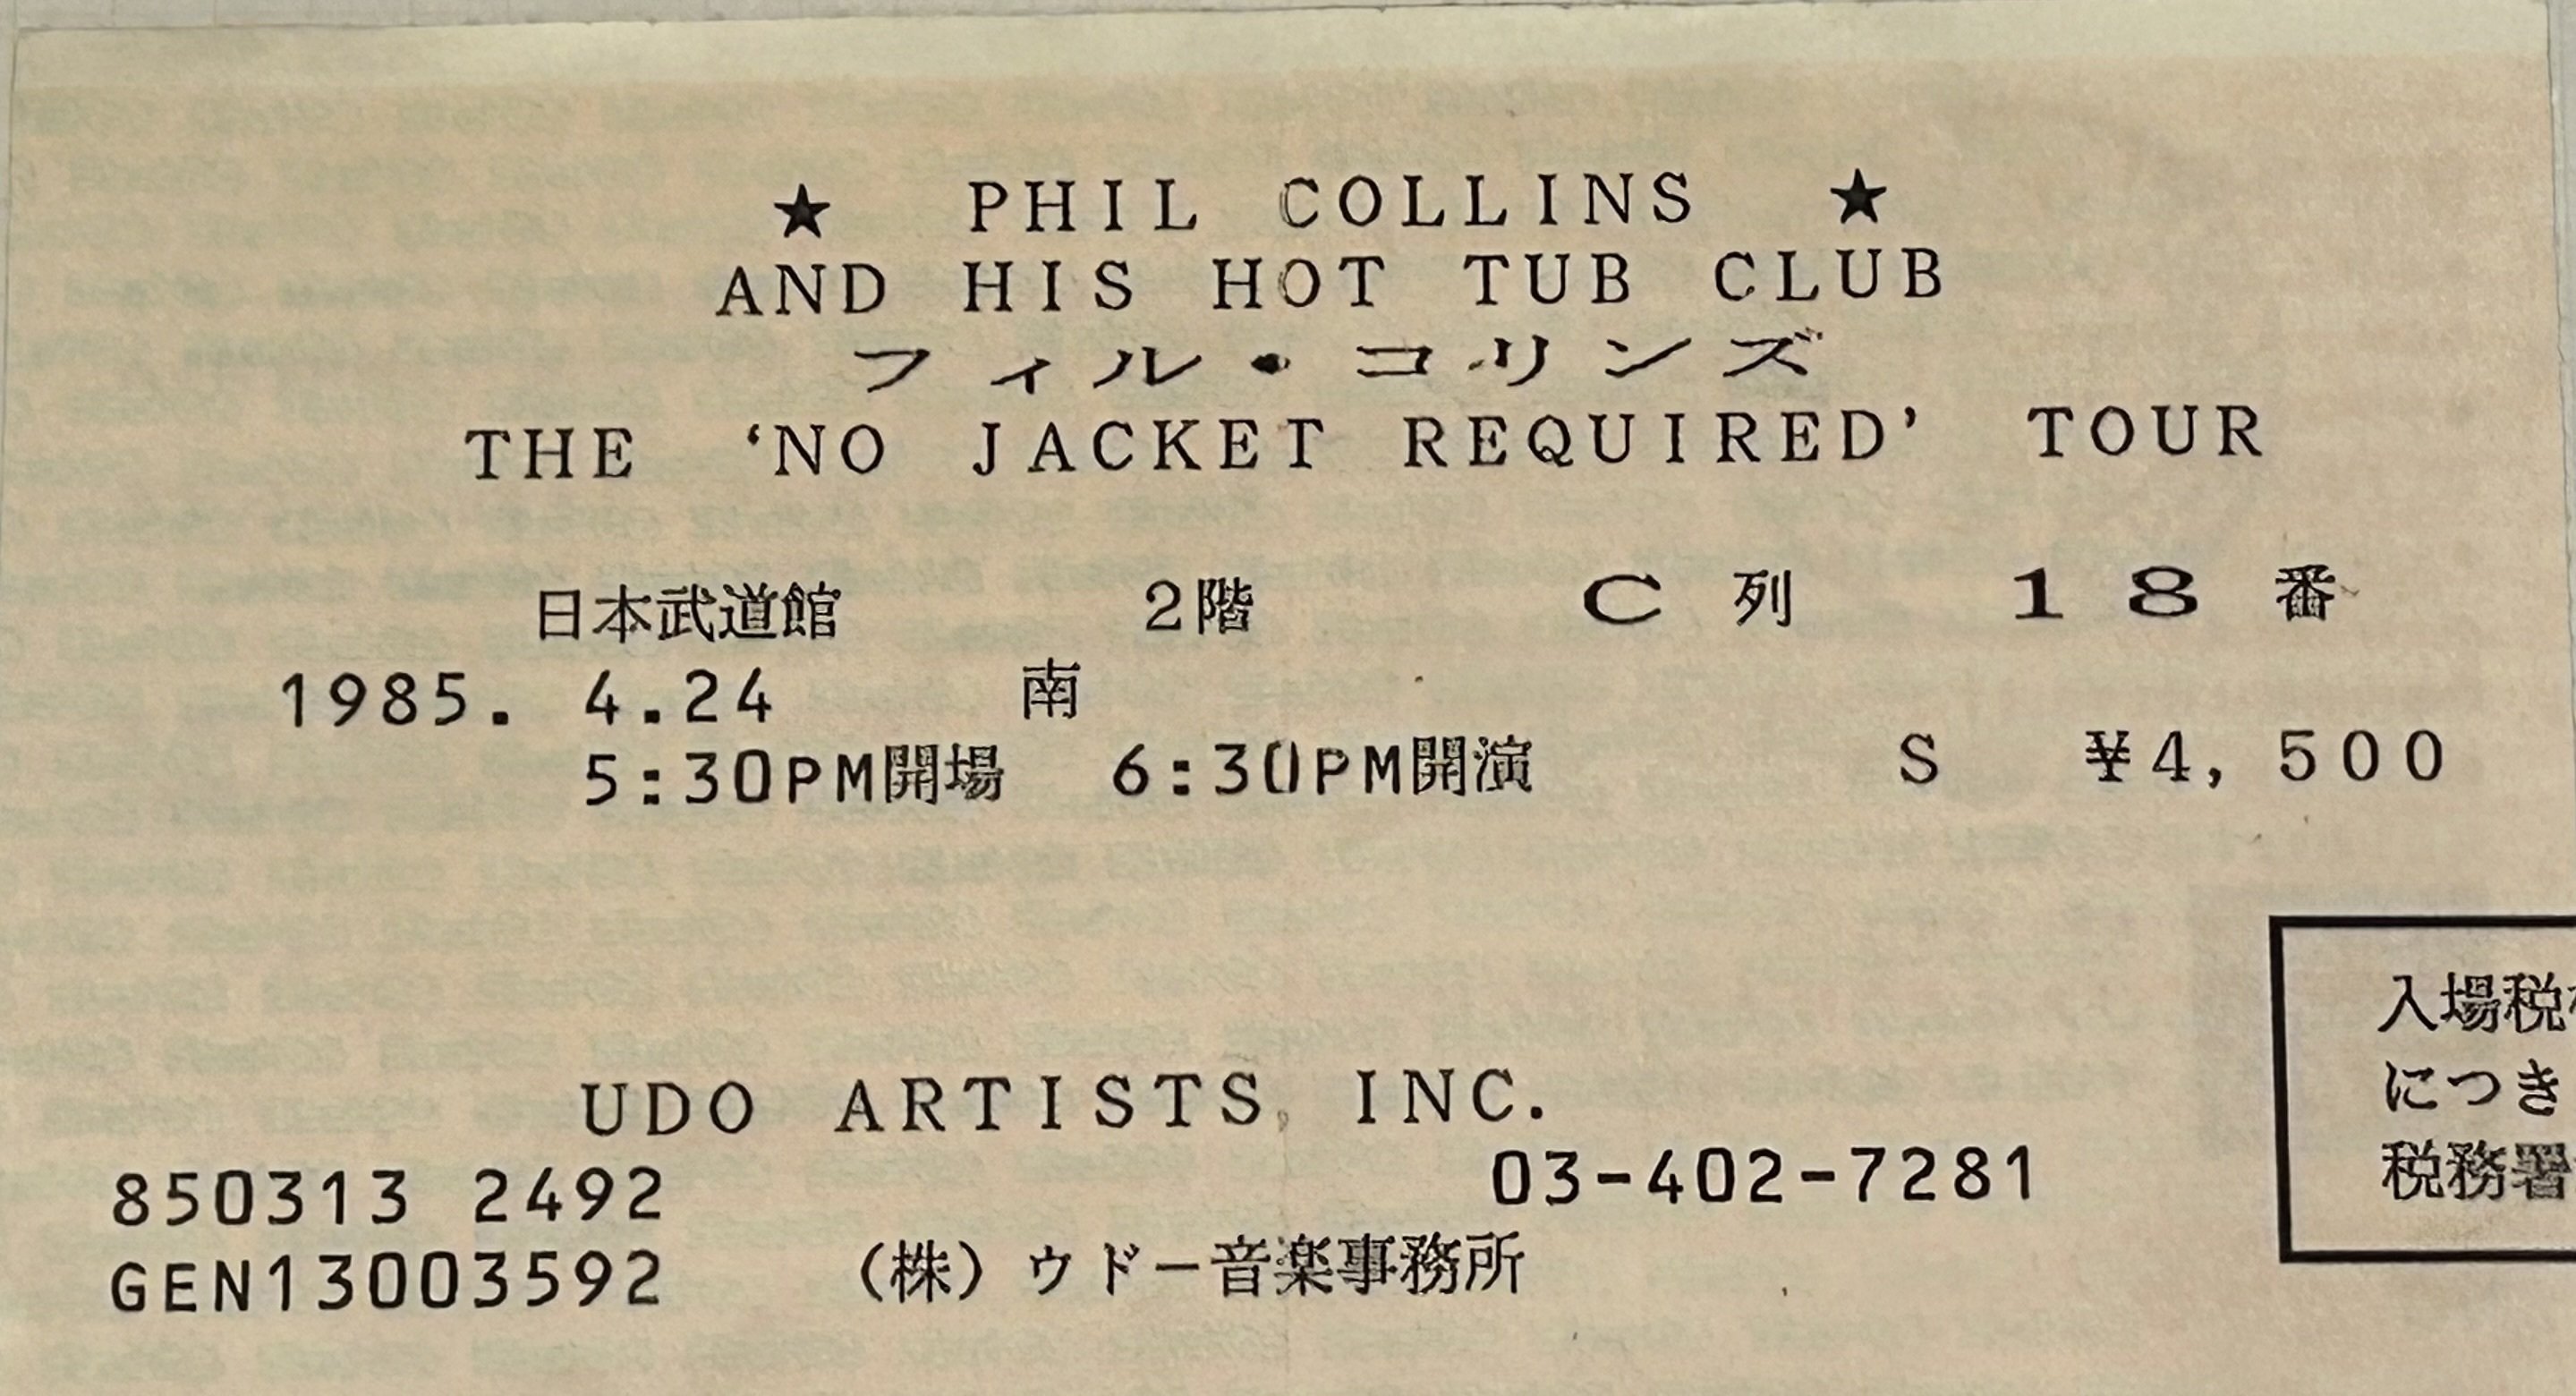 ★ PHIL COLLINS ★
AND HIS HOT TUB CLUB
フィル・コリンズ
THE ‘NO JACKET REQUIRED’ TOUR
日本武道館 2階 C列 18番
1985. 4.24 南
5:30PM開場 6:30PM開演 S ¥4,500
入場税
につき
税務署
UDO ARTISTS, INC.
850313 2492 03-402-7281
GEN13003592 (株)ウドー音楽事務所